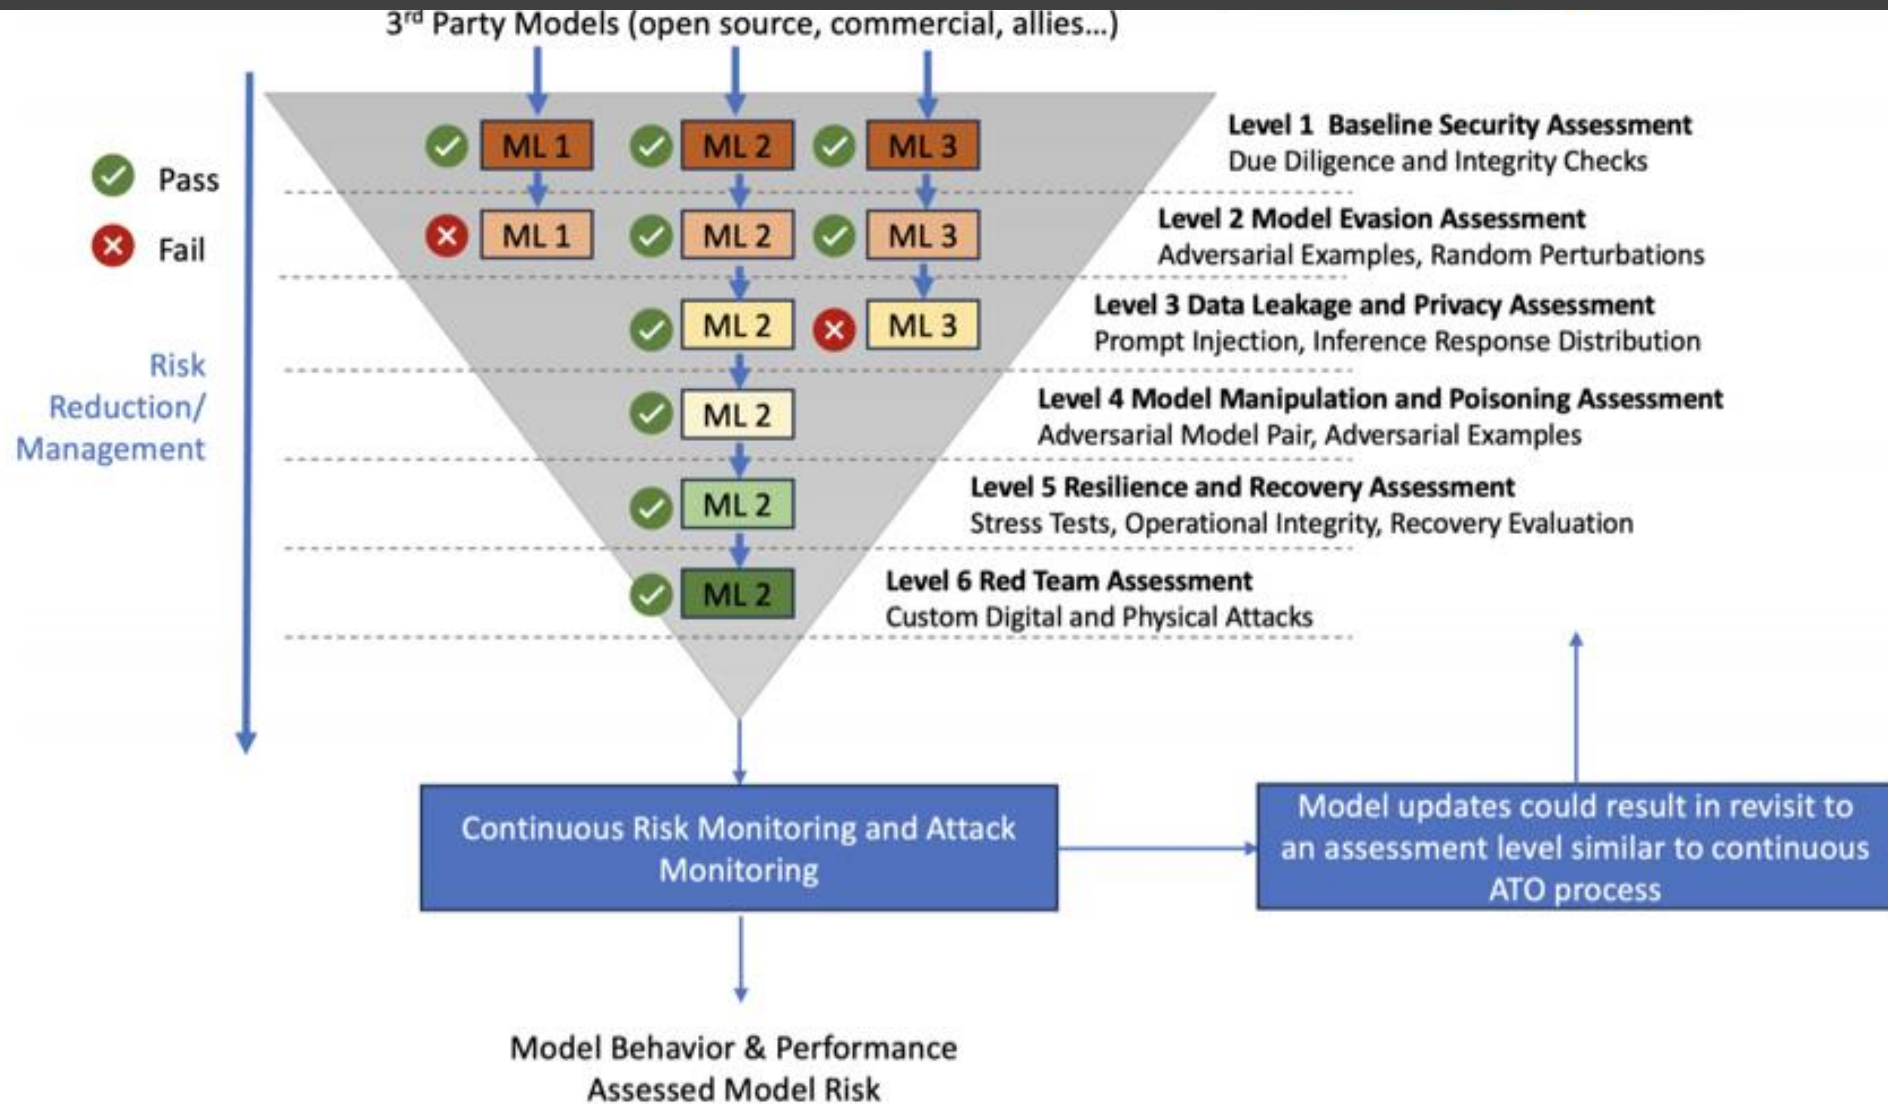 3rd Party Models (open source, commercial, allies...)
Pass
Fail
Risk
Reduction/
Management
ML 1
ML 2
ML 3
Level 1  Baseline Security Assessment
Due Diligence and Integrity Checks
ML 1
ML 2
ML 3
Level 2 Model Evasion Assessment
Adversarial Examples, Random Perturbations
ML 2
ML 3
Level 3 Data Leakage and Privacy Assessment
Prompt Injection, Inference Response Distribution
ML 2
Level 4 Model Manipulation and Poisoning Assessment
Adversarial Model Pair, Adversarial Examples
ML 2
Level 5 Resilience and Recovery Assessment
Stress Tests, Operational Integrity, Recovery Evaluation
ML 2
Level 6 Red Team Assessment
Custom Digital and Physical Attacks
Continuous Risk Monitoring and Attack
Monitoring
Model updates could result in revisit to
an assessment level similar to continuous
ATO process
Model Behavior & Performance
Assessed Model Risk